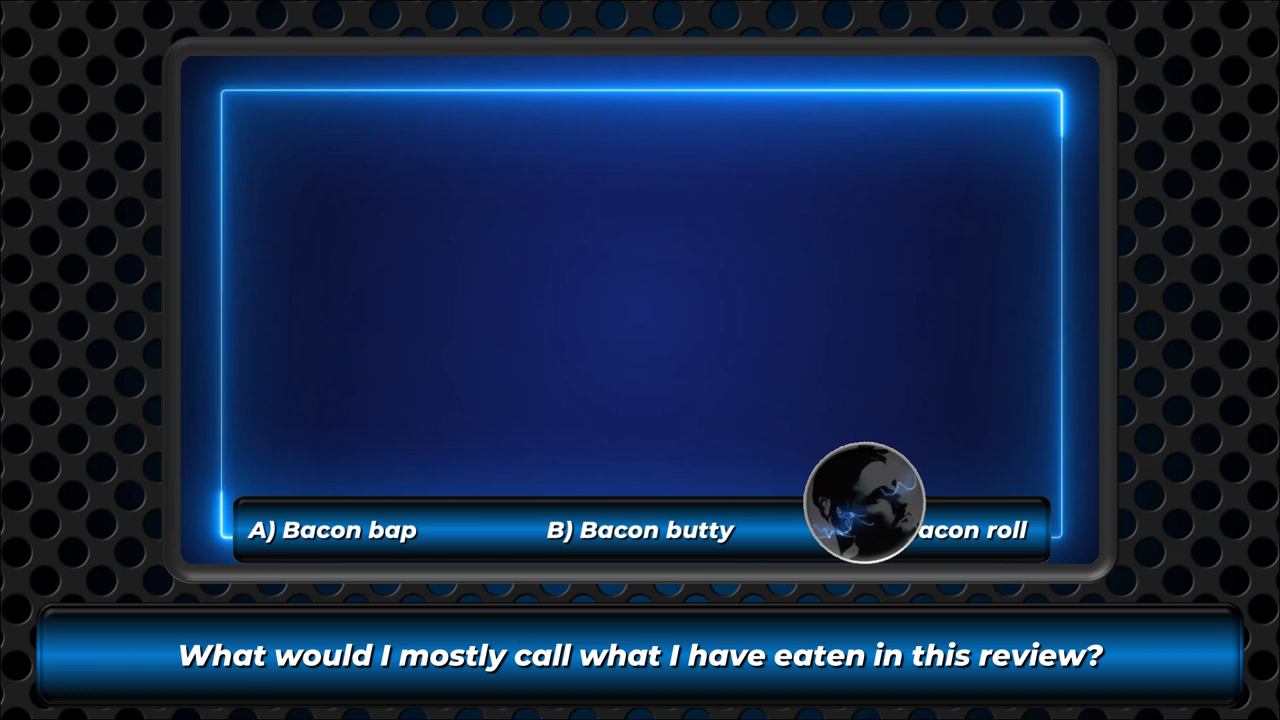 A) Bacon bap
B) Bacon butty
acon roll
What would I mostly call what I have eaten in this review?